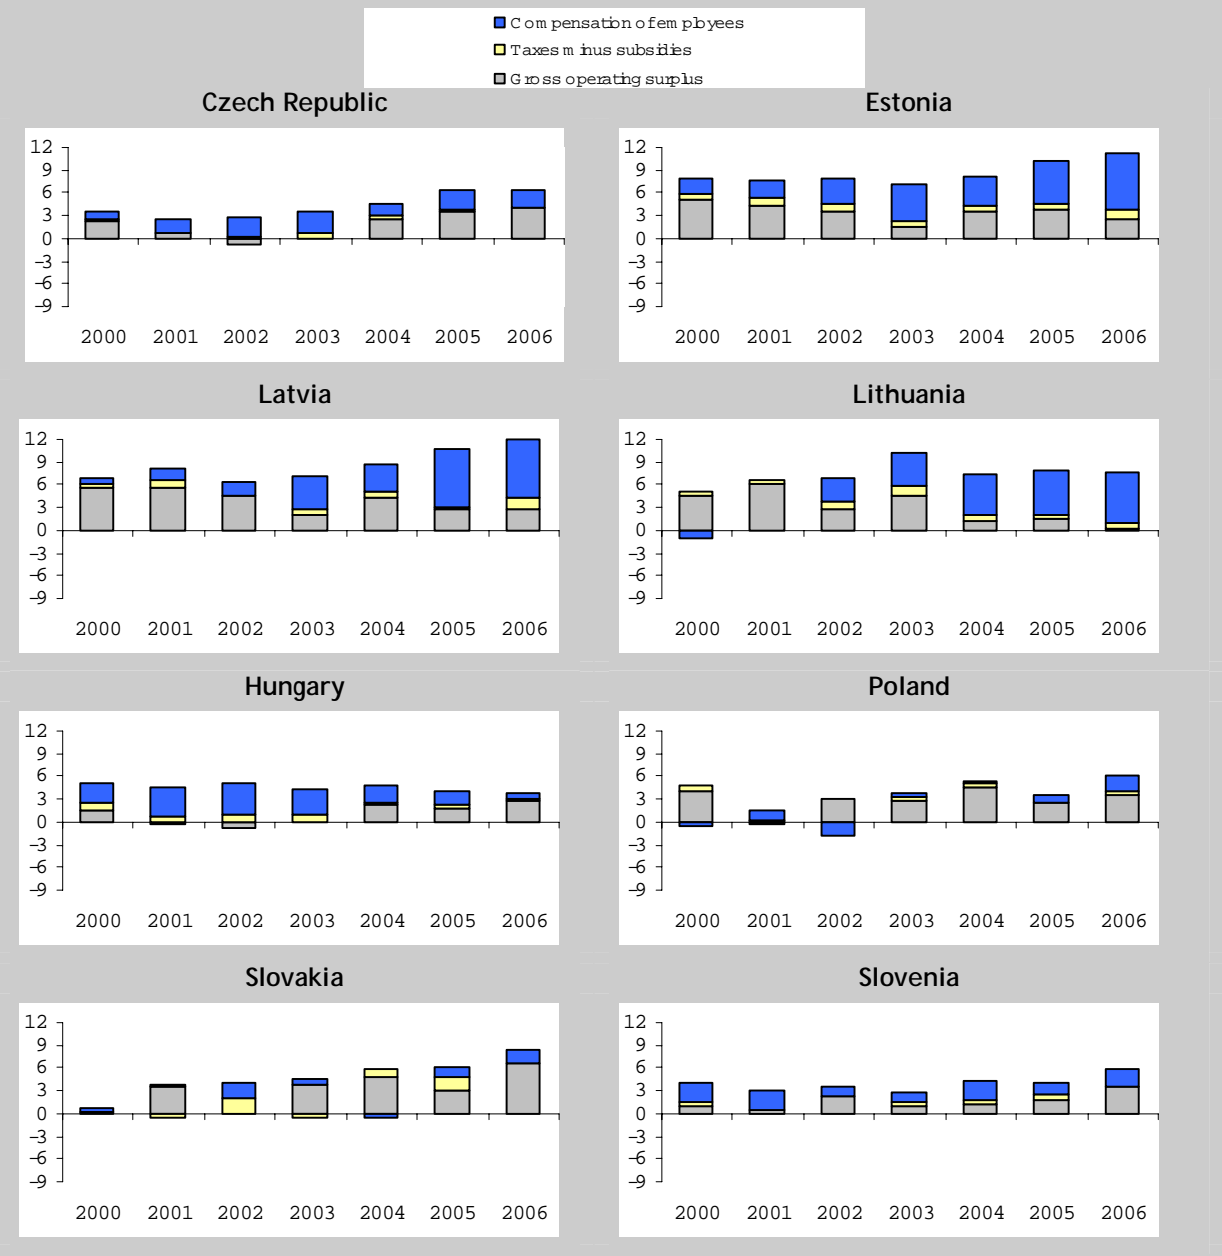 Compensation of employees
Taxes minus subsidies
Gross operating surplus
Czech Republic Estonia
12 12
9 9
6 6
3 3
0 0
-3 -3
-6 -6
-9 -9
2000 2001 2002 2003 2004 2005 2006 2000 2001 2002 2003 2004 2005 2006
Latvia Lithuania
12 12
9 9
6 6
3 3
0 0
-3 -3
-6 -6
-9 -9
2000 2001 2002 2003 2004 2005 2006 2000 2001 2002 2003 2004 2005 2006
Hungary Poland
12 12
9 9
6 6
3 3
0 0
-3 -3
-6 -6
-9 -9
2000 2001 2002 2003 2004 2005 2006 2000 2001 2002 2003 2004 2005 2006
Slovakia Slovenia
12 12
9 9
6 6
3 3
0 0
-3 -3
-6 -6
-9 -9
2000 2001 2002 2003 2004 2005 2006 2000 2001 2002 2003 2004 2005 2006